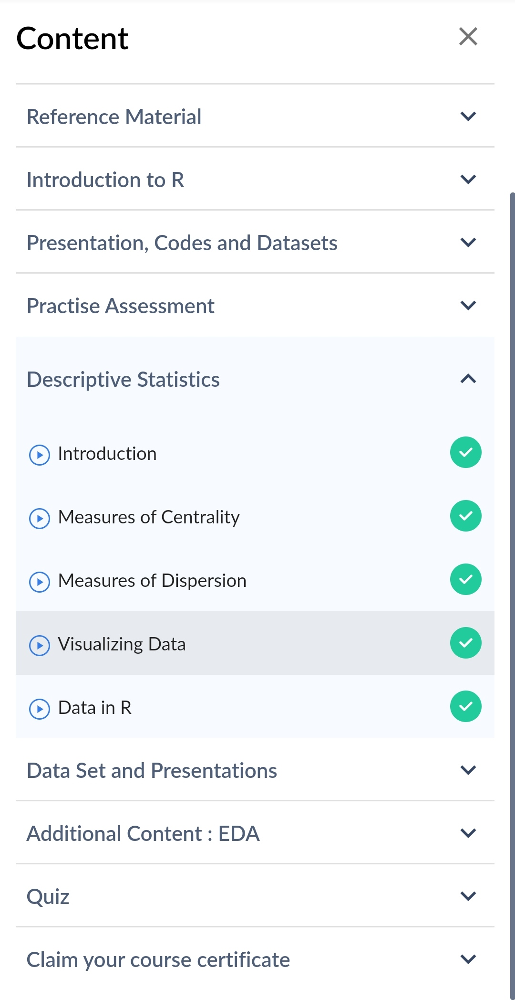 Content
Reference Material
Introduction to R
Presentation, Codes and Datasets
Practise Assessment
Descriptive Statistics
Introduction
Measures of Centrality
Measures of Dispersion
Visualizing Data
Data in R
Data Set and Presentations
Additional Content : EDA
Quiz
Claim your course certificate